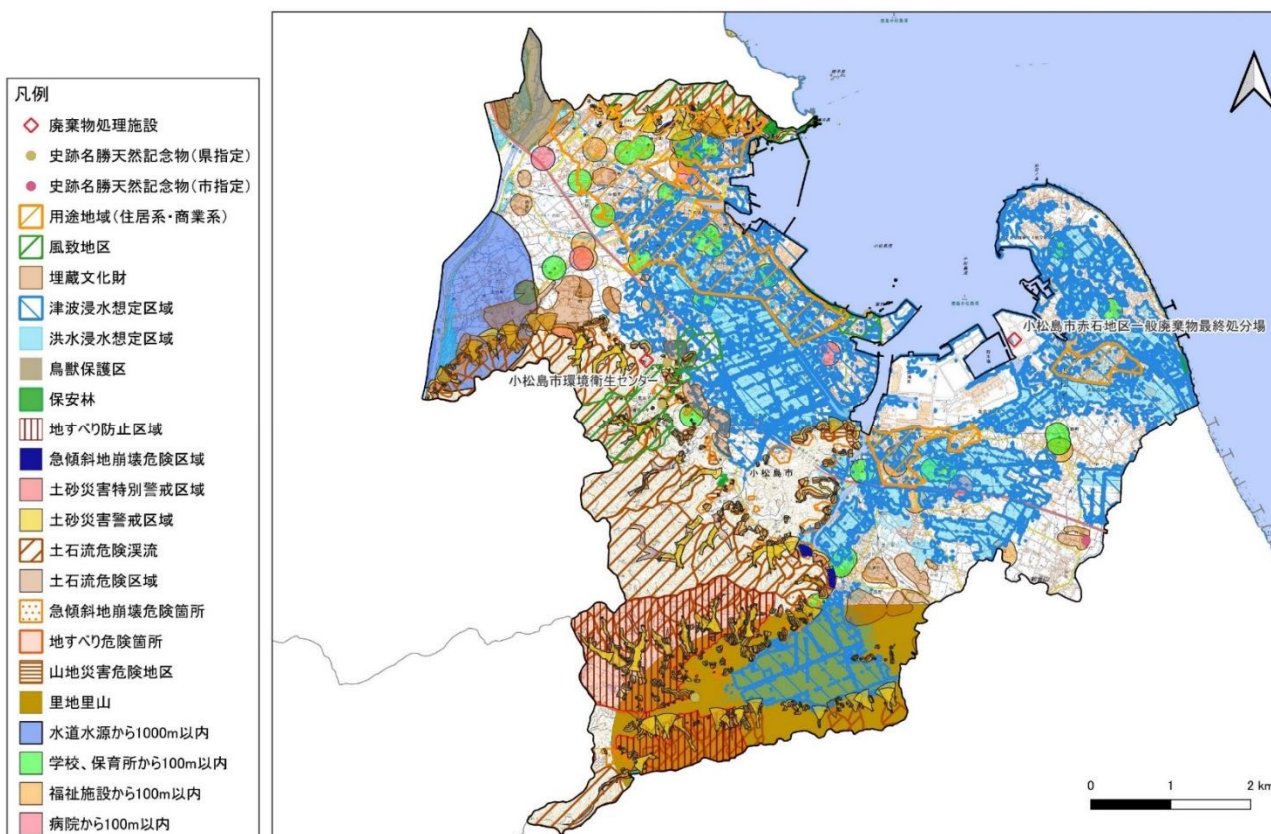 凡例
廃棄物処理施設
史跡名勝天然記念物(県指定)
史跡名勝天然記念物(市指定)
用途地域(住居系・商業系)
風致地区
埋蔵文化財
津波浸水想定区域
洪水浸水想定区域
鳥獣保護区
保安林
地すべり防止区域
急傾斜地崩壊危険区域
土砂災害特別警戒区域
土砂災害警戒区域
土石流危険渓流
土石流危険区域
急傾斜地崩壊危険箇所
地すべり危険箇所
山地災害危険地区
里地里山
水道水源から1000m以内
学校、保育所から100m以内
福祉施設から100m以内
病院から100m以内
小松島市赤石地区一般廃棄物最終処分場
小松島市環境衛生センター
小松島市
0 1 2 km